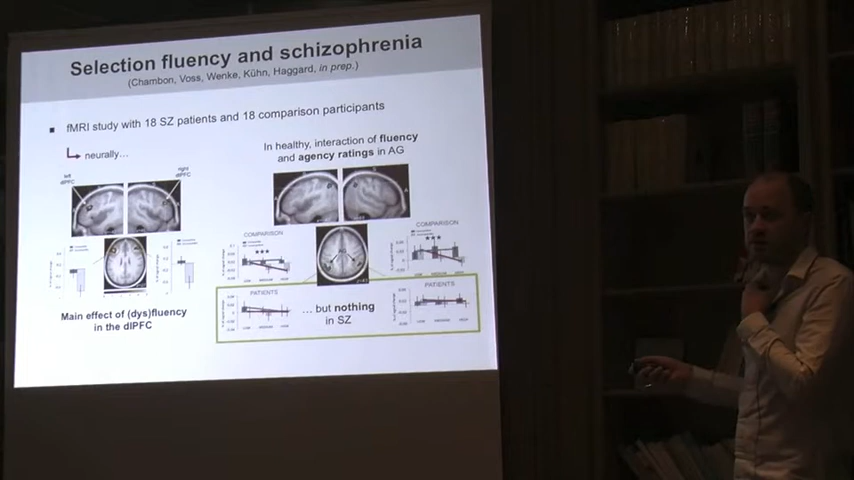 Selection fluency and schizophrenia
(Chambon, Voss, Wenke, Kühn, Haggard, in prep.)
fMRI study with 18 SZ patients and 18 comparison participants
neurally…
In healthy, interaction of fluency
and agency ratings in AG
left
dlPFC
right
dlPFC
COMPARISON
COMPARISON
***
***
AG
Main effect of (dys)fluency
in the dlPFC
PATIENTS
PATIENTS
… but nothing
in SZ